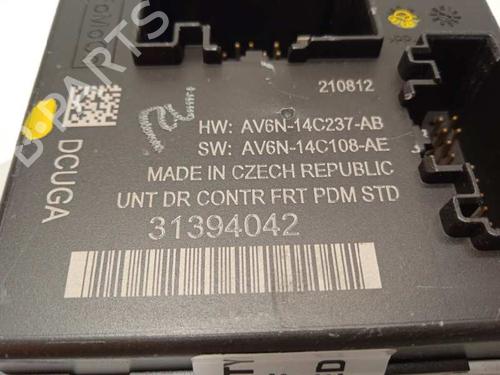 210812
HW: AV6N-14C237-AB
SW: AV6N-14C108-AE
MADE IN CZECH REPUBLIC
UNT DR CONTR FRT PDM STD
31394042
DCUGA
B-PARTS